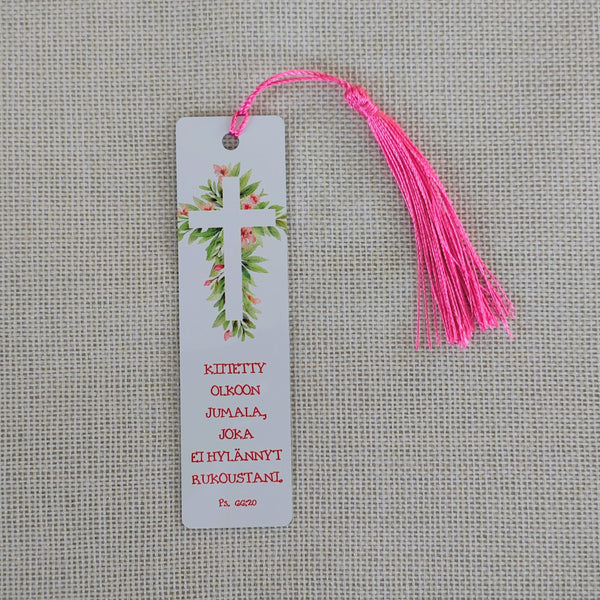 KIITETTY
OLKOON
JUMALA,
JOKA
EI HYLÄNNYT
RUKOUSTANI.
Ps. 66:20